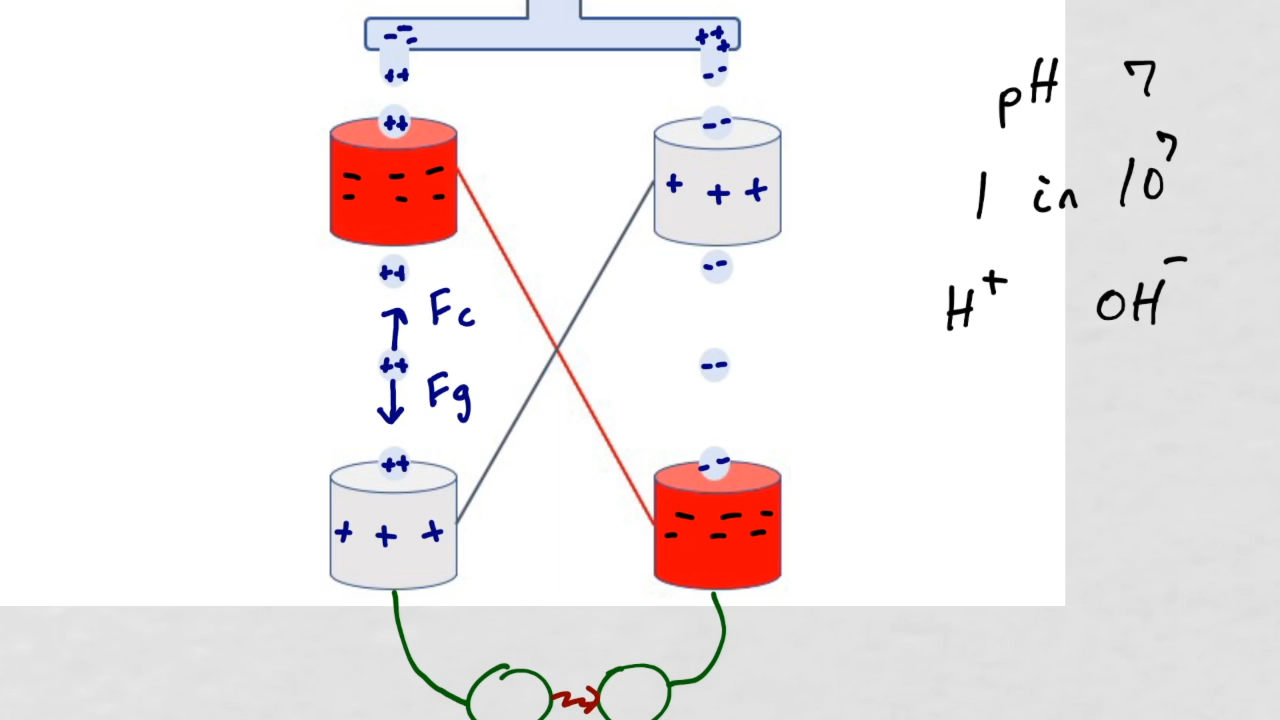 pH 7
1 in 10⁷
H⁺ OH⁻
-- - ++ +
++ --
++ --
- - - + + +
- - -
++ --
Fc
++ --
Fg
++ --
+ + + - - -
- - -